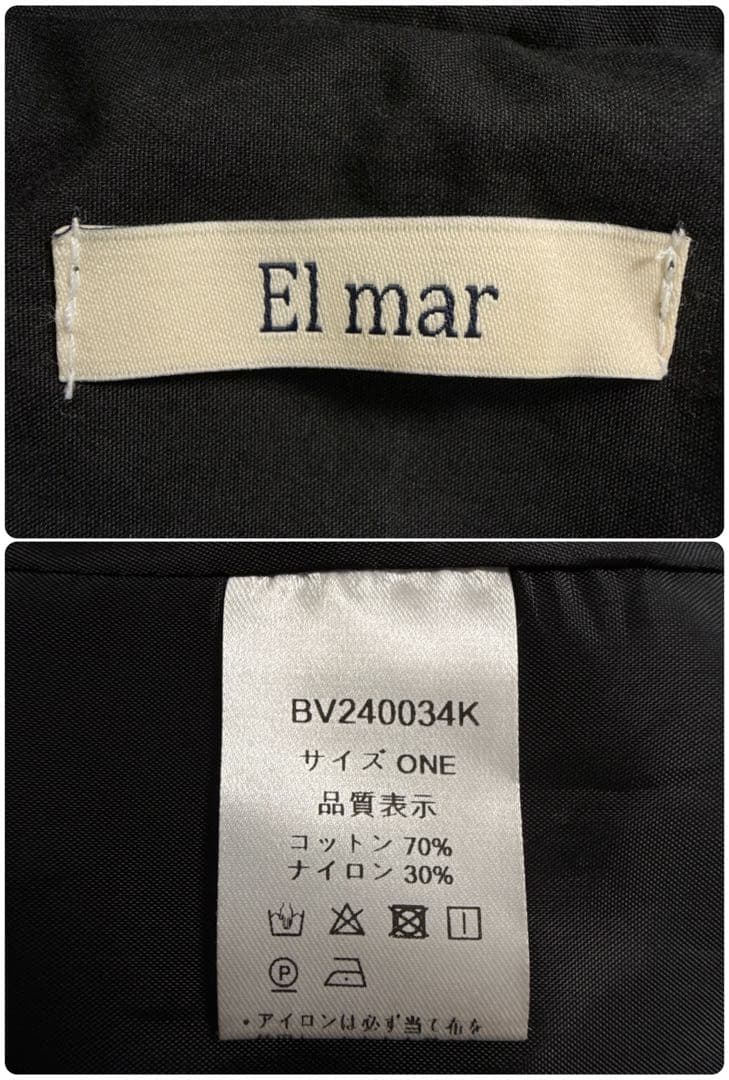 El mar
BV240034K
サイズ ONE
品質表示
コットン 70%
ナイロン 30%
P
・アイロンは必ず当て布を